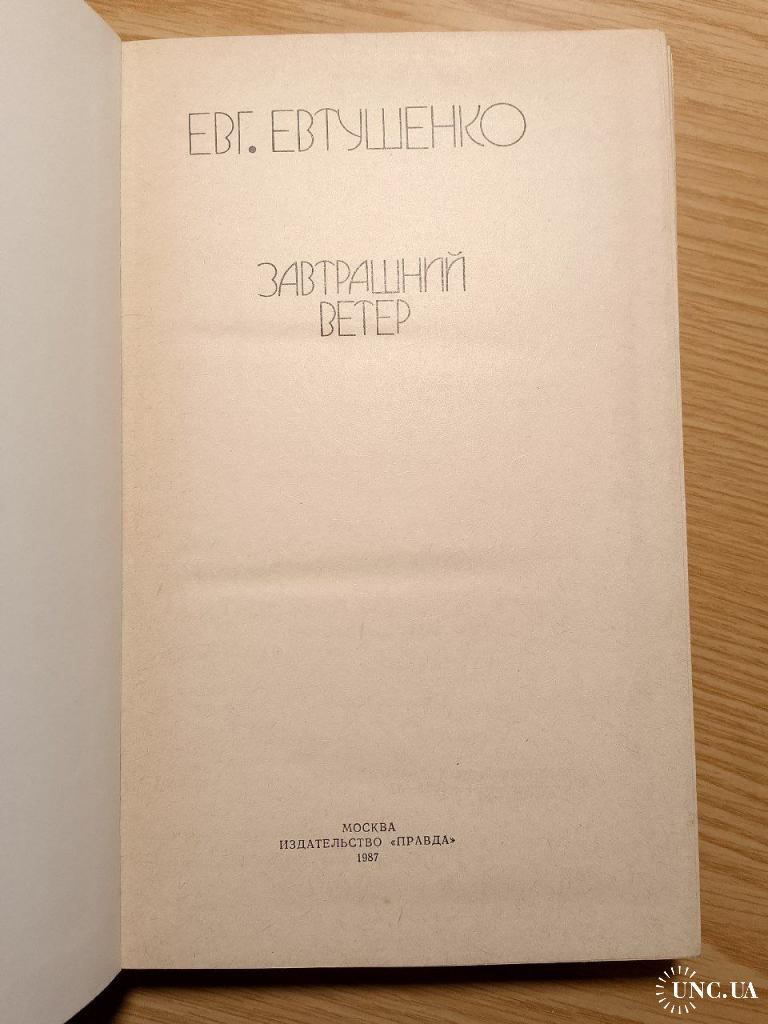 ЕВГ. ЕВТУШЕНКО
ЗАВТРАШНИЙ
ВЕТЕР
МОСКВА
ИЗДАТЕЛЬСТВО «ПРАВДА»
1987
UNC.UA